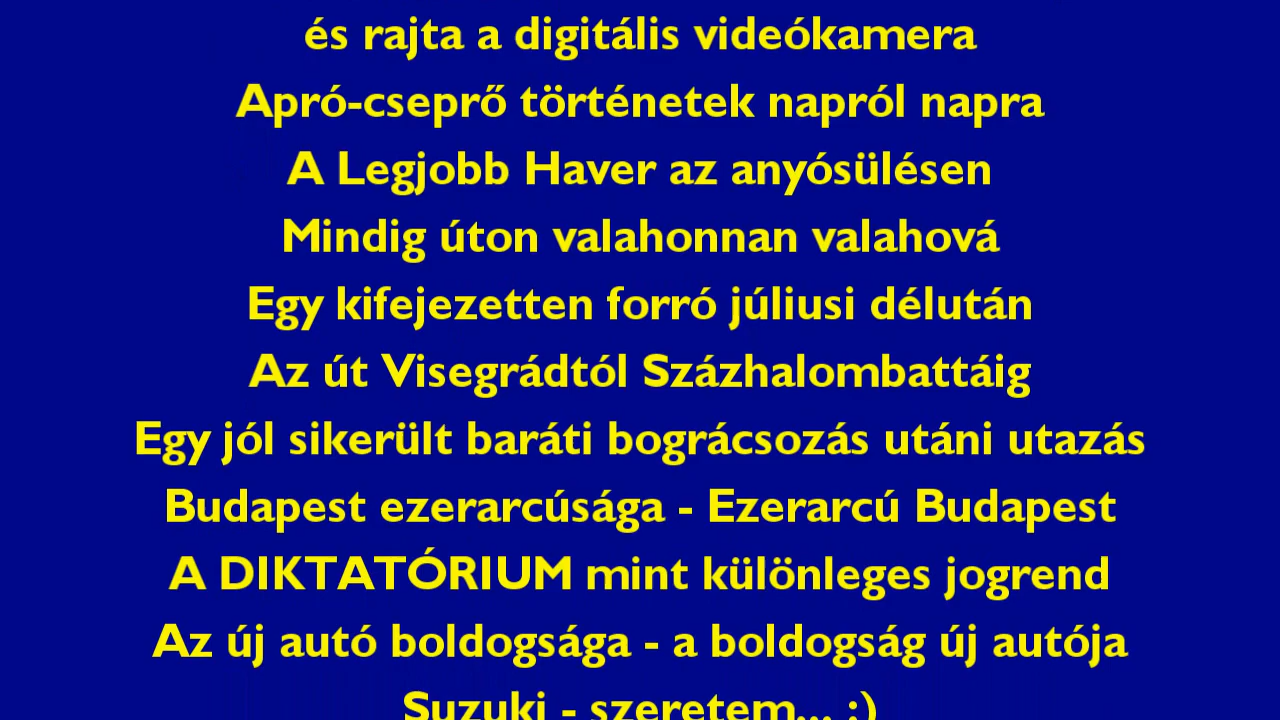 és rajta a digitális videókamera
Apró-cseprő történetek napról napra
A Legjobb Haver az anyósülésen
Mindig úton valahonnan valahová
Egy kifejezetten forró júliusi délután
Az út Visegrádtól Százhalombattáig
Egy jól sikerült baráti bográcsozás utáni utazás
Budapest ezerarcúsága - Ezerarcú Budapest
A DIKTATÓRIUM mint különleges jogrend
Az új autó boldogsága - a boldogság új autója
Suzuki - szeretem... :)